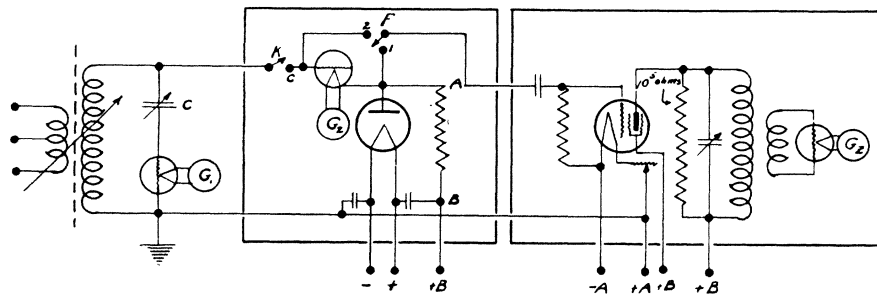 K
C
2
F
1
G₂
A
B
C
G₁
- + +B
10⁵ ohms
G₂
-A +A +B +B